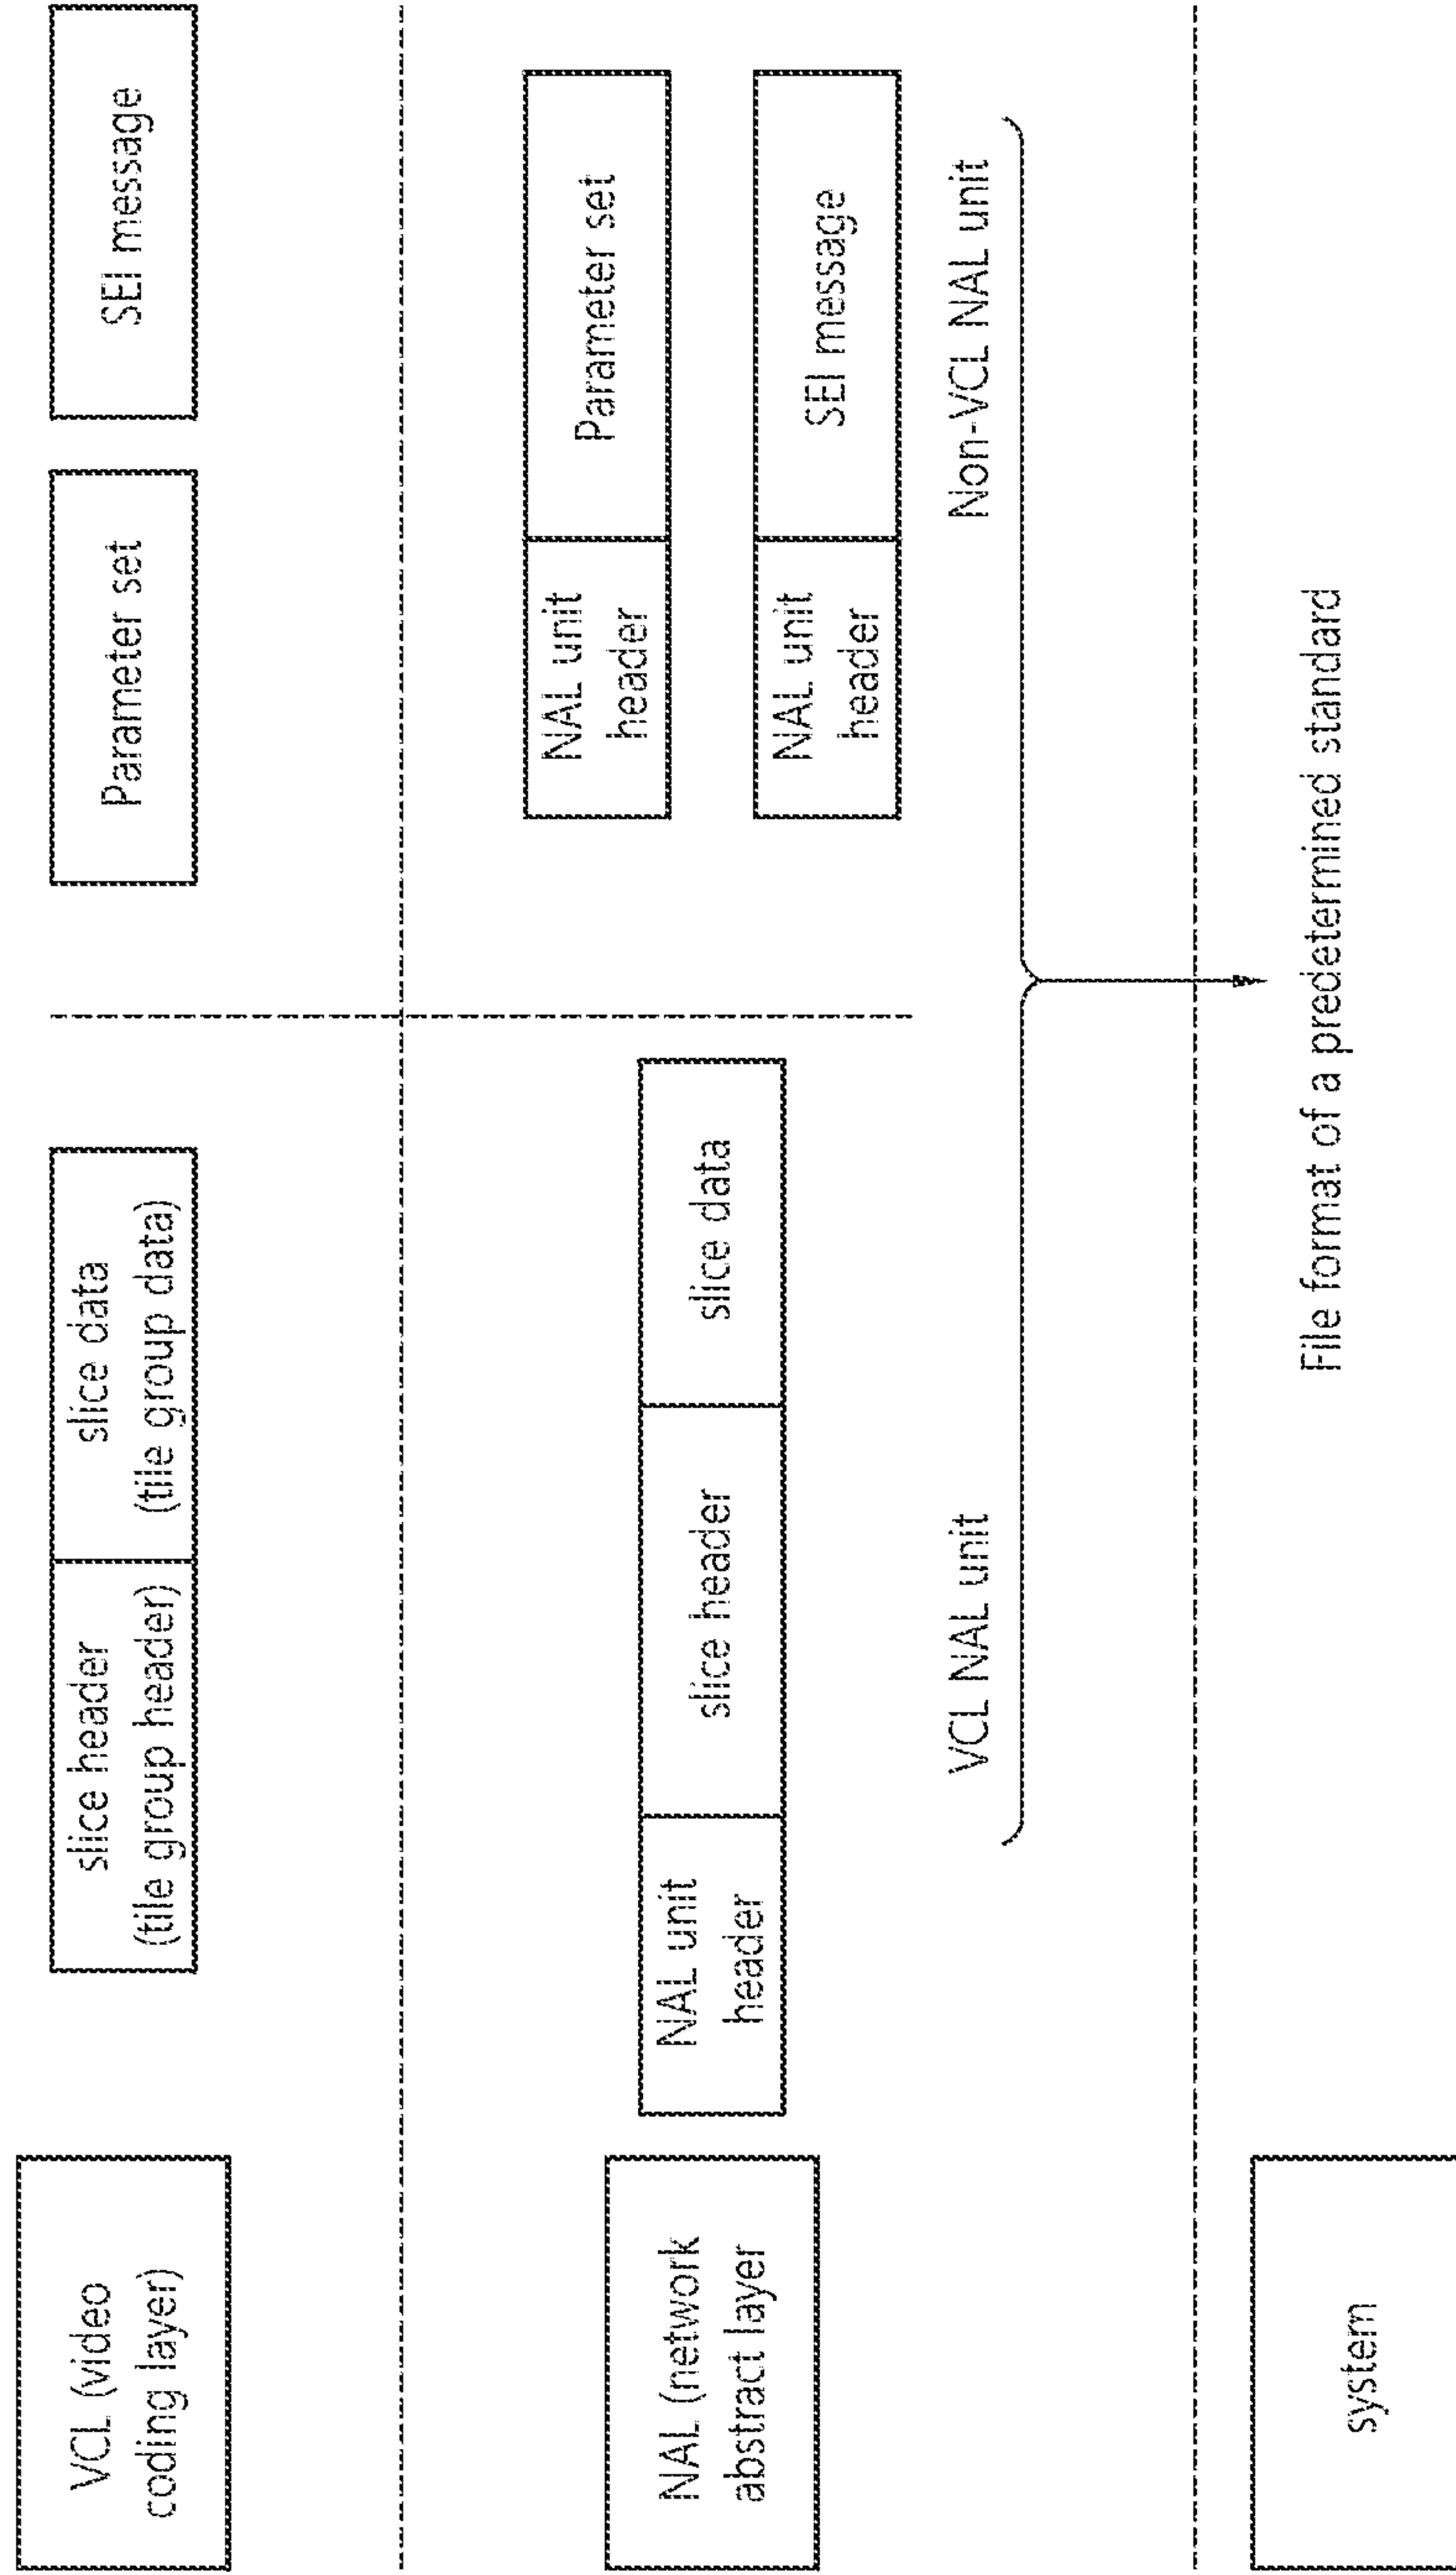 VCL (video
coding layer)
slice header
(tile group header)
slice data
(tile group data)
Parameter set
SEI message
NAL (network
abstract layer
NAL unit
header
slice header
slice data
NAL unit
header
Parameter set
NAL unit
header
SEI message
VCL NAL unit
Non-VCL NAL unit
system
File format of a predetermined standard